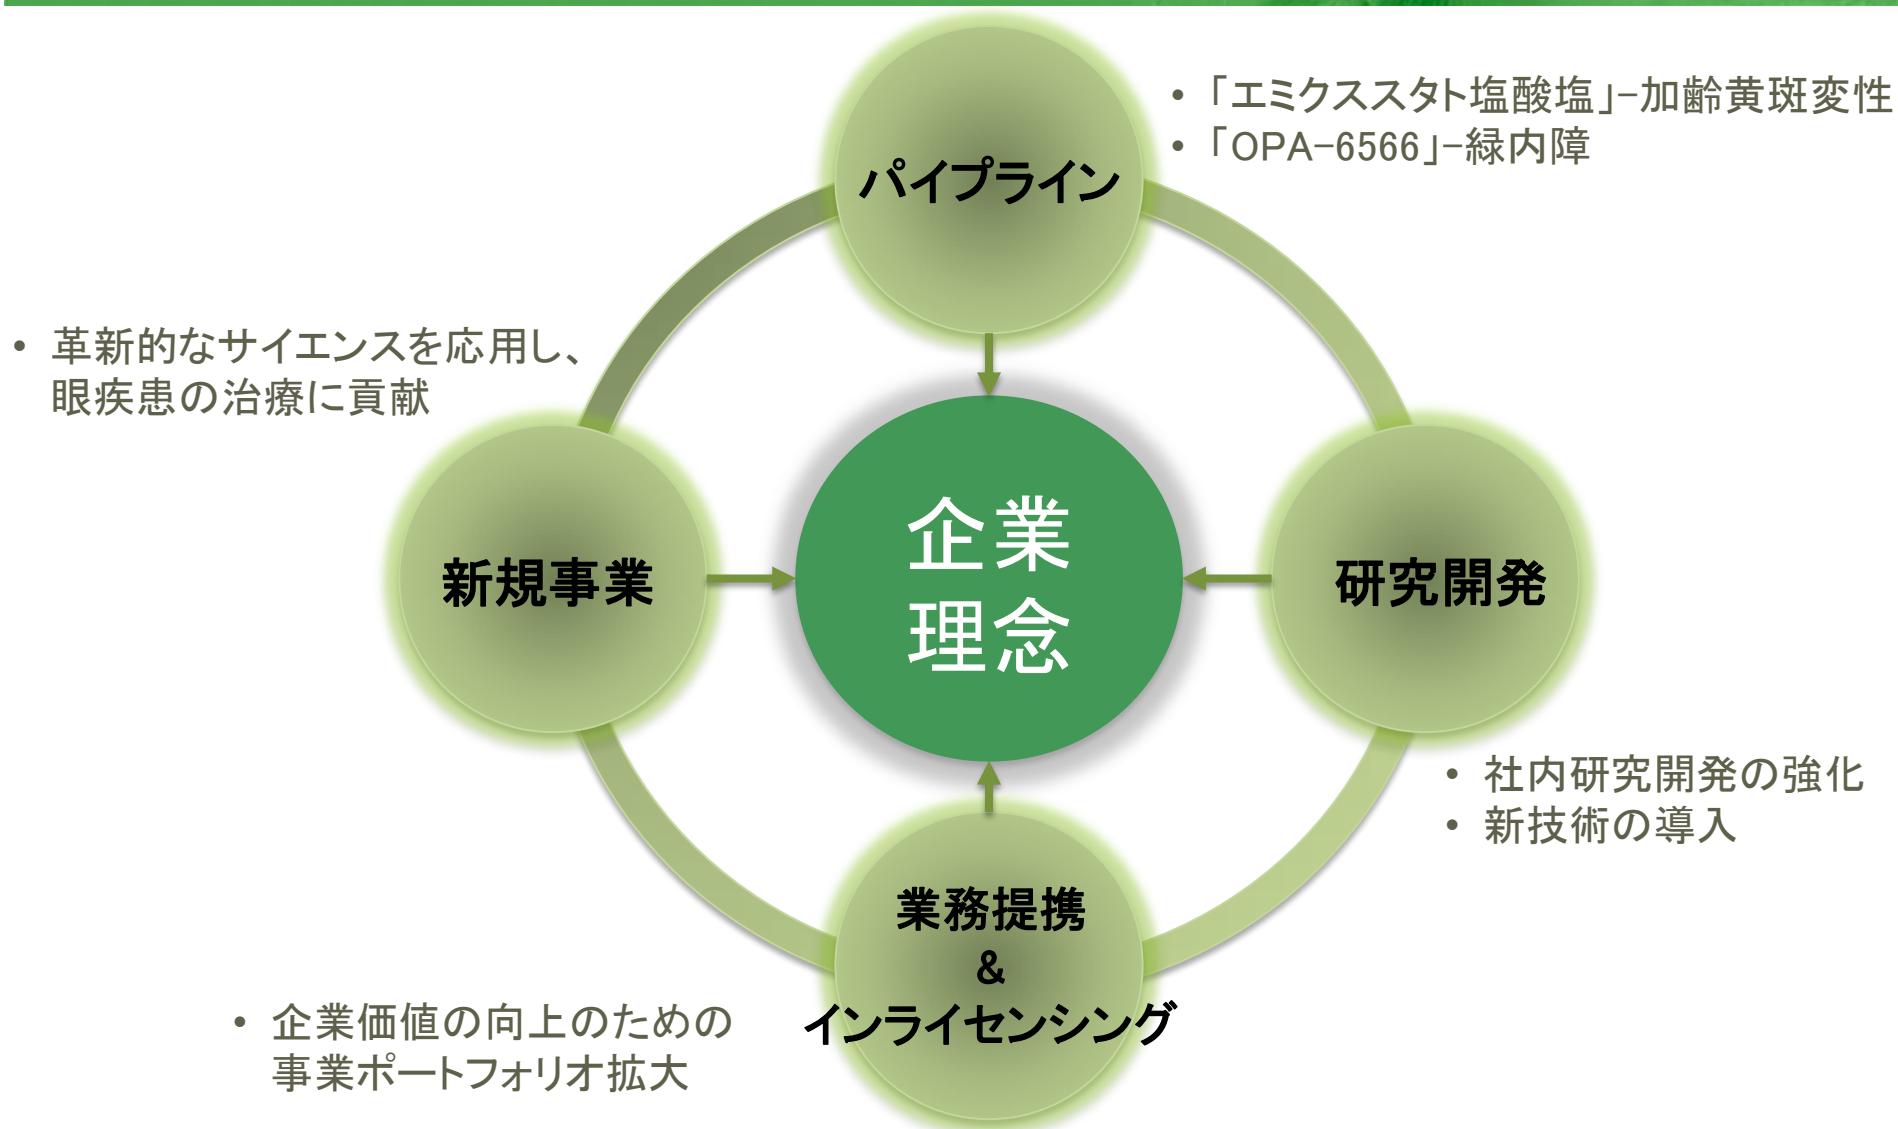 パイプライン
・「エミクススタト塩酸塩」-加齢黄斑変性
・「OPA-6566」-緑内障
・革新的なサイエンスを応用し、
眼疾患の治療に貢献
新規事業
企業
理念
研究開発
・社内研究開発の強化
・新技術の導入
業務提携
&
インライセンシング
・企業価値の向上のための
事業ポートフォリオ拡大